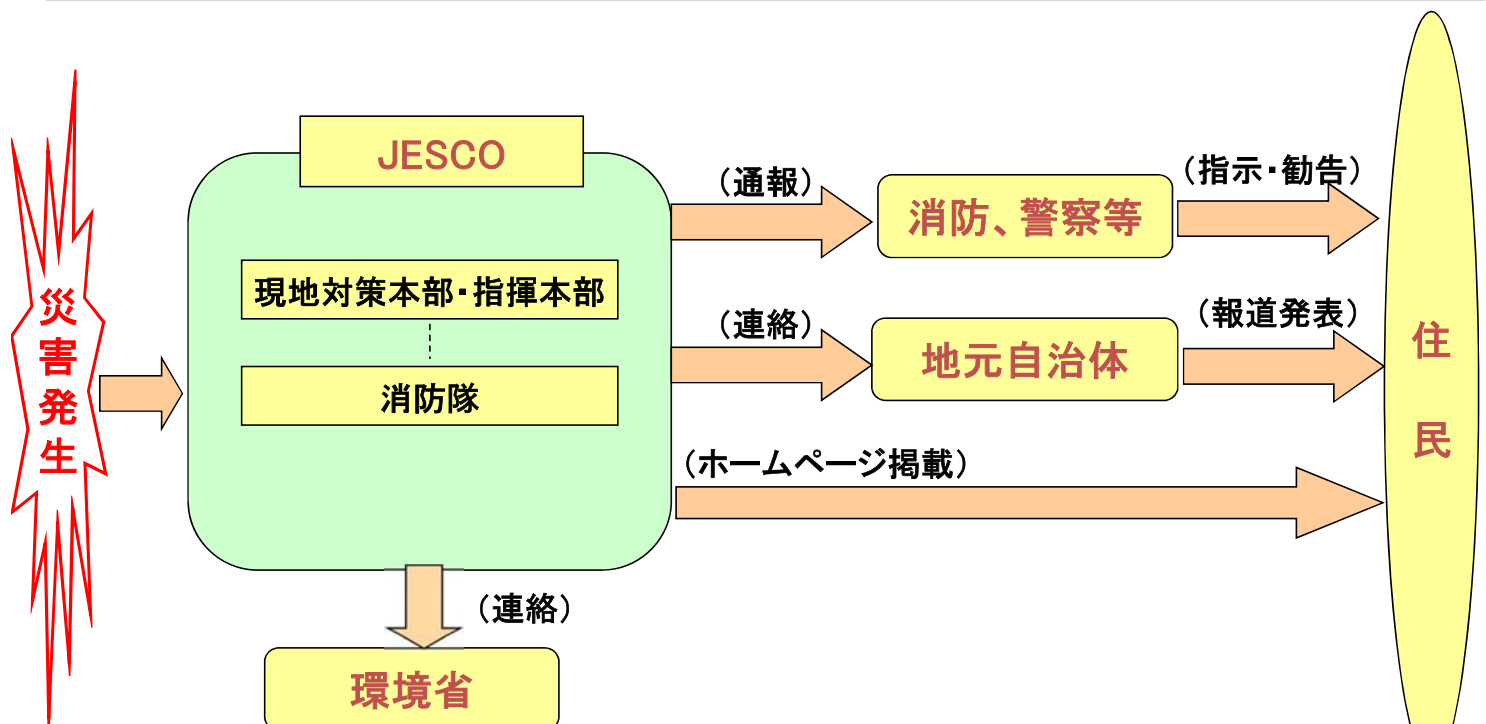 災害発生
JESCO
現地対策本部・指揮本部
消防隊
(通報)
消防、警察等
(指示・勧告)
(連絡)
地元自治体
(報道発表)
(ホームページ掲載)
住民
(連絡)
環境省